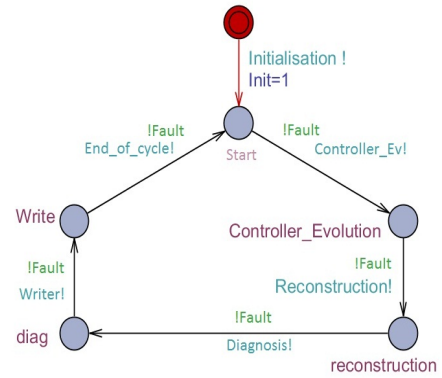 Initialisation !
Init=1
!Fault
End_of_cycle!
!Fault
Controller_Ev!
Start
Write
Controller_Evolution
!Fault
Writer!
!Fault
Reconstruction!
diag
!Fault
Diagnosis!
reconstruction